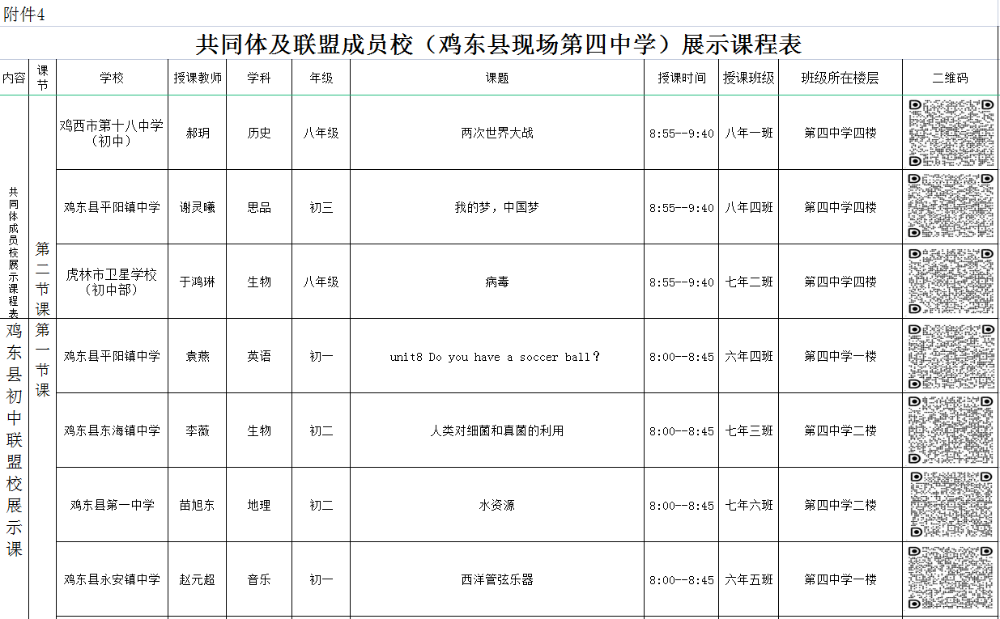 附件4
共同体及联盟成员校（鸡东县现场第四中学）展示课程表
内容 课节 学校 授课教师 学科 年级 课题 授课时间 授课班级 班级所在楼层 二维码
共同体成员校展示课程表
第二节课
鸡西市第十八中学（初中） 郝玥 历史 八年级 两次世界大战 8:55--9:40 八年一班 第四中学四楼
鸡东县平阳镇中学 谢灵曦 思品 初三 我的梦，中国梦 8:55--9:40 八年四班 第四中学四楼
虎林市卫星学校（初中部） 于鸿琳 生物 八年级 病毒 8:55--9:40 七年二班 第四中学四楼
鸡东县初中联盟校展示课
第一节课
鸡东县平阳镇中学 袁燕 英语 初一 unit8 Do you have a soccer ball？ 8:00--8:45 六年四班 第四中学一楼
鸡东县东海镇中学 李薇 生物 初二 人类对细菌和真菌的利用 8:00--8:45 七年三班 第四中学二楼
鸡东县第一中学 苗旭东 地理 初二 水资源 8:00--8:45 七年六班 第四中学二楼
鸡东县永安镇中学 赵元超 音乐 初一 西洋管弦乐器 8:00--8:45 六年五班 第四中学一楼